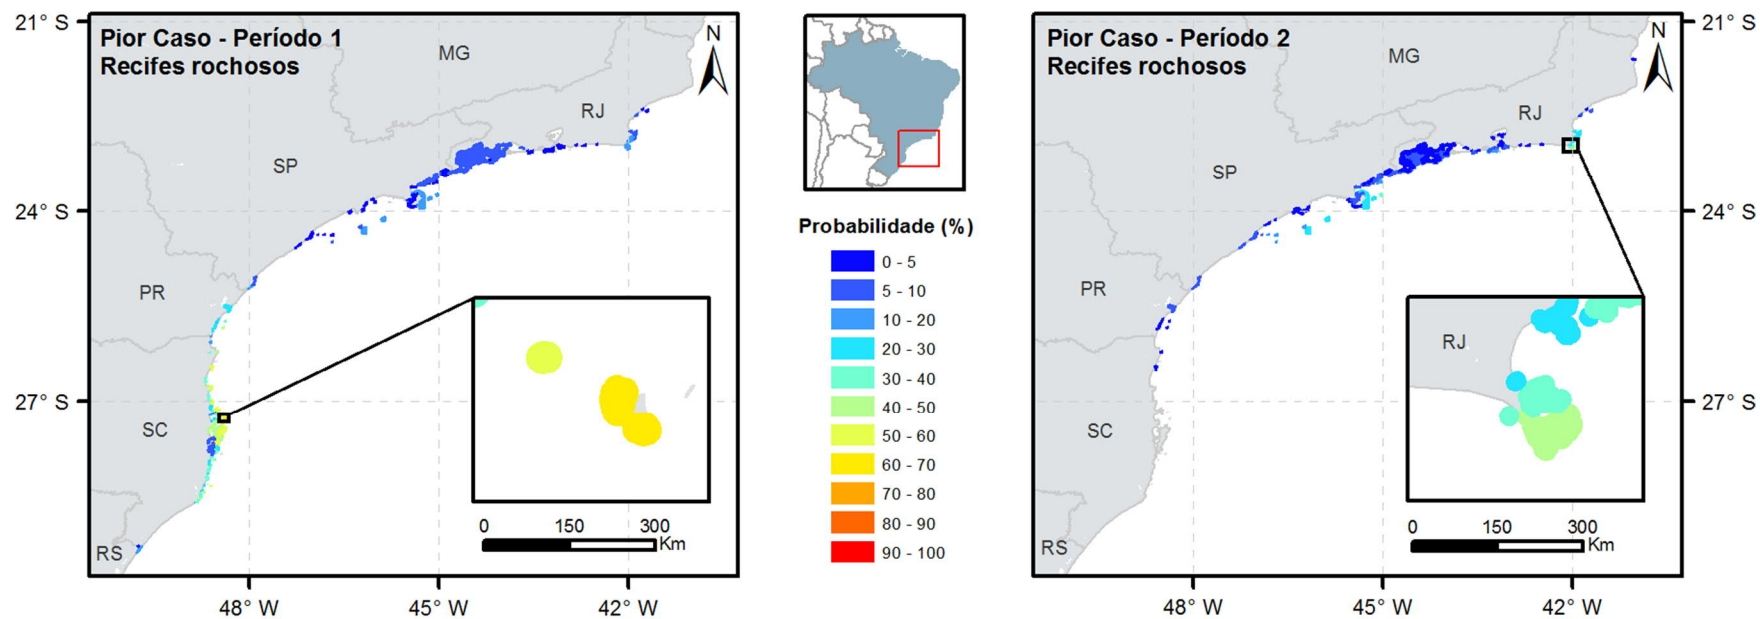 Pior Caso - Período 1
Recifes rochosos
N
MG
RJ
SP
PR
SC
RS
21° S
24° S
27° S
48° W
45° W
42° W
0 150 300
Km
Probabilidade (%)
0 - 5
5 - 10
10 - 20
20 - 30
30 - 40
40 - 50
50 - 60
60 - 70
70 - 80
80 - 90
90 - 100
Pior Caso - Período 2
Recifes rochosos
N
MG
RJ
SP
PR
SC
RS
RJ
0 150 300
Km
21° S
24° S
27° S
48° W
45° W
42° W